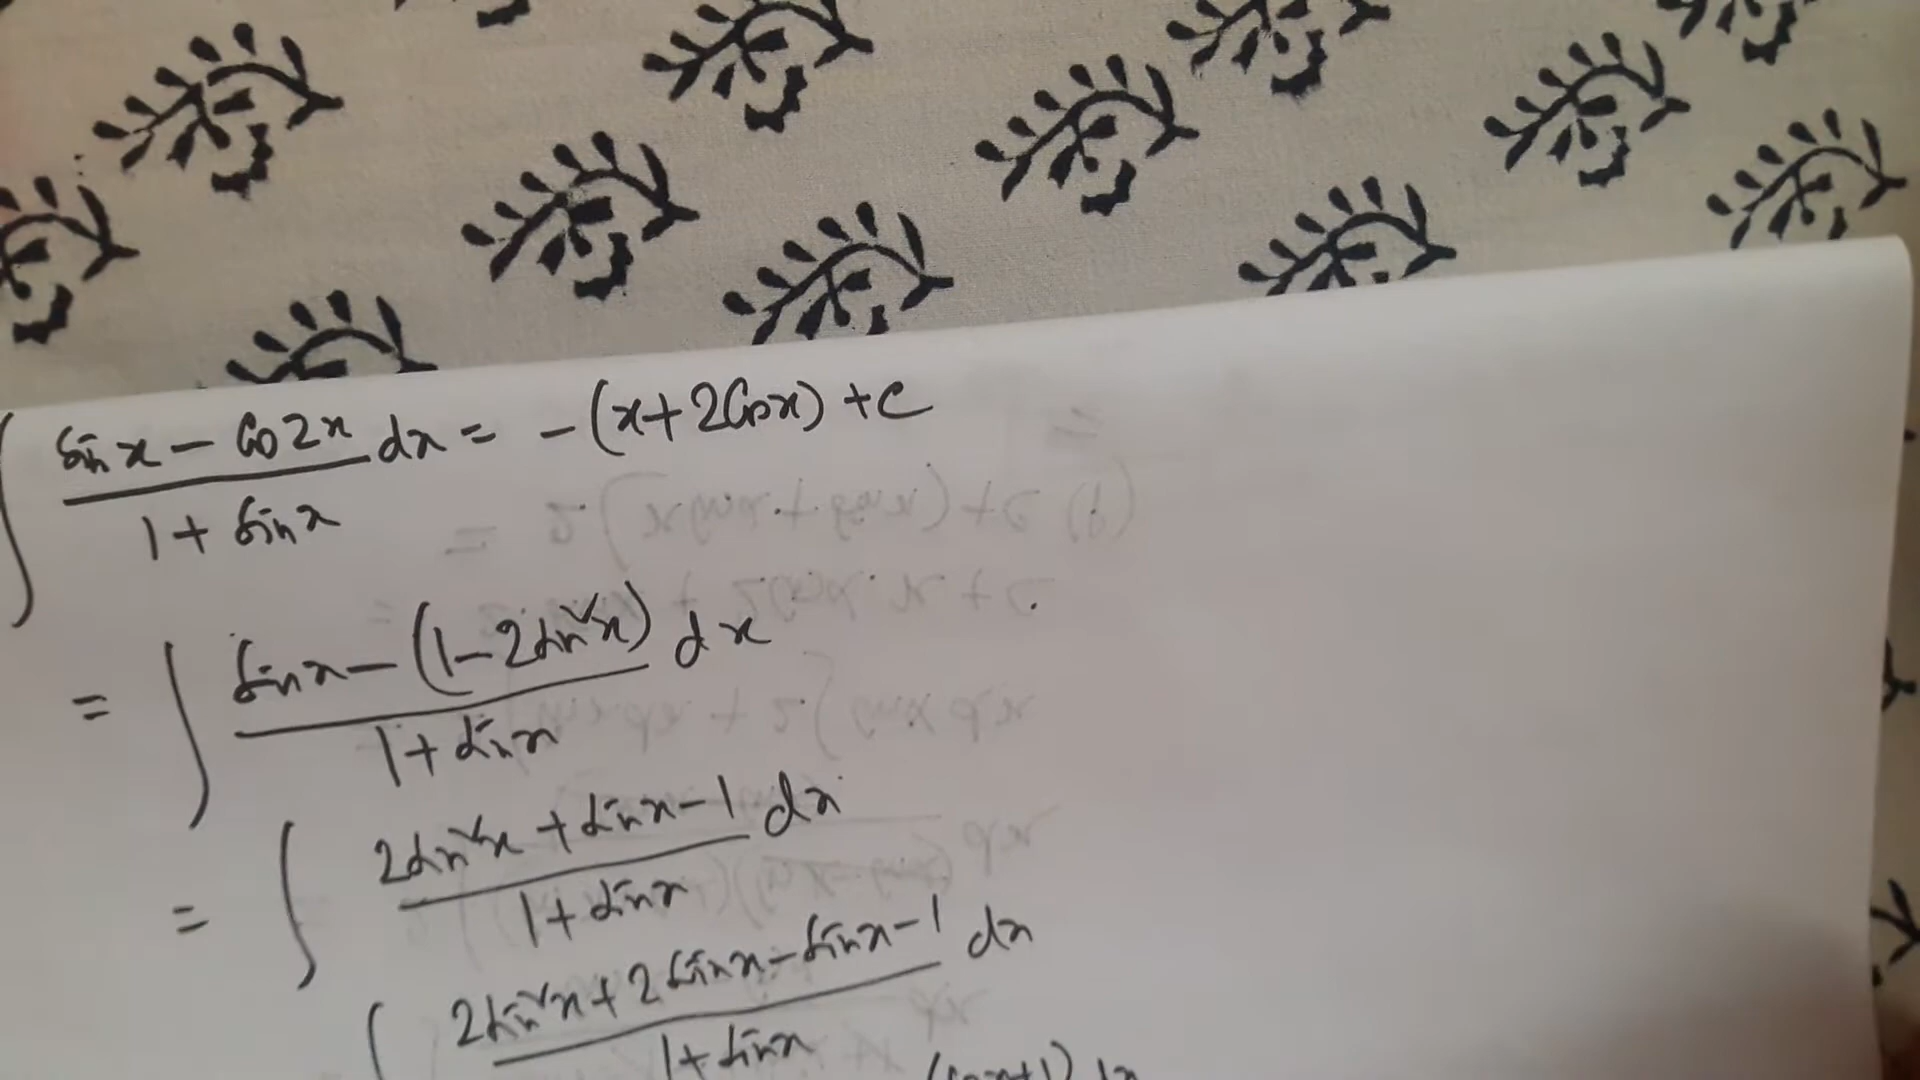 ∫ (sin x − cos 2x)/(1 + sin x) dx = −(x + 2cos x) + c
= ∫ (sin x − (1 − 2sin²x))/(1 + sin x) dx
= ∫ (2sin²x + sin x − 1)/(1 + sin x) dx
∫ (2sin²x + 2sin x − sin x − 1)/(1 + sin x) dx